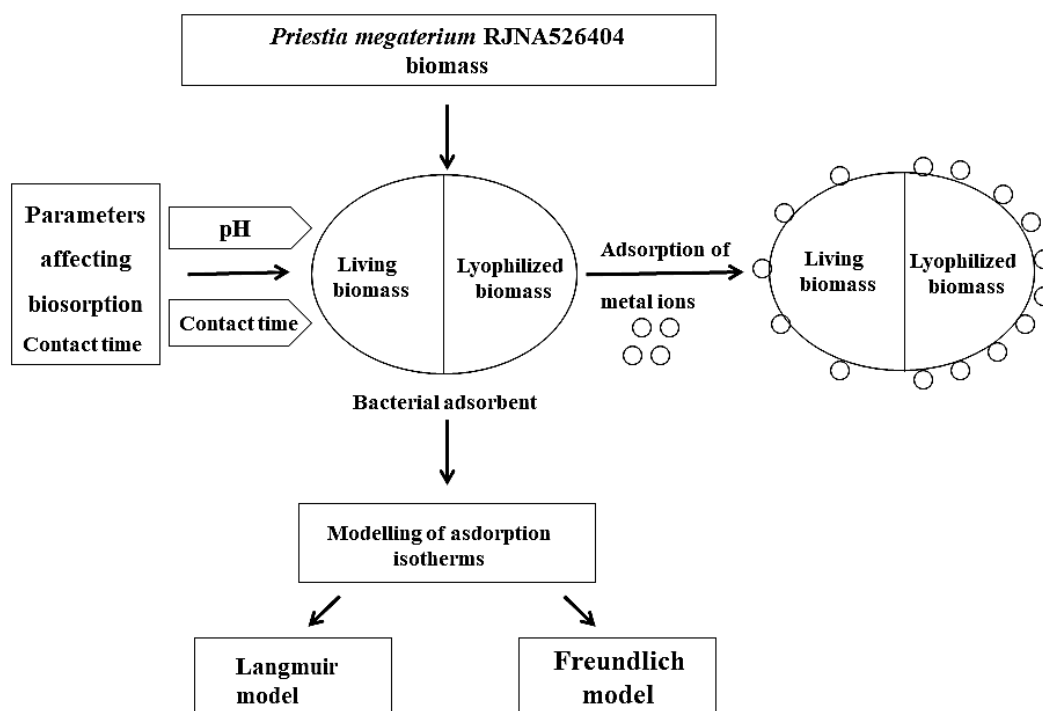 Priestia megaterium RJNA526404
biomass
Parameters
affecting
biosorption
Contact time
pH
Contact time
Living
biomass
Lyophilized
biomass
Bacterial adsorbent
Adsorption of
metal ions
Living
biomass
Lyophilized
biomass
Modelling of asdorption
isotherms
Langmuir
model
Freundlich
model